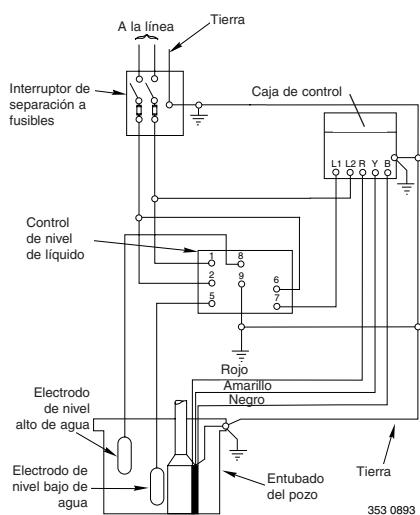 A la línea
Tierra
Interruptor de
separación a
fusibles
Caja de control
L1 L2 R Y B
Control
de nivel
de líquido
1
8
2
9
6
5
7
Rojo
Amarillo
Negro
Electrodo
de nivel
alto de agua
Electrodo de
nivel bajo de
agua
Entubado
del pozo
Tierra
353 0895